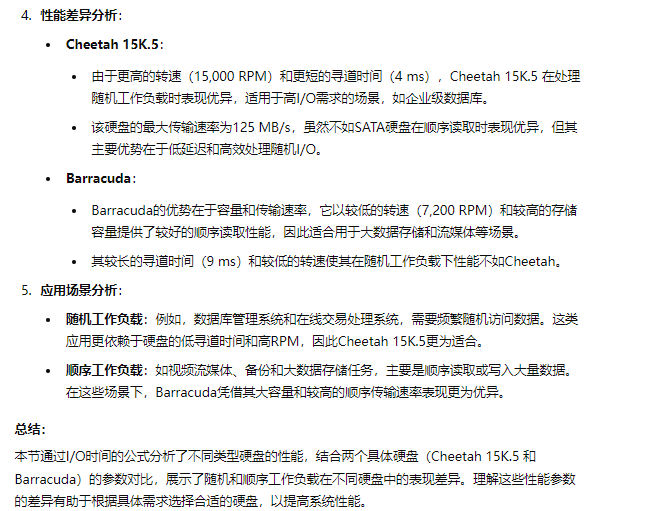 4. 性能差异分析：
• Cheetah 15K.5：
• 由于更高的转速（15,000 RPM）和更短的寻道时间（4 ms），Cheetah 15K.5 在处理
随机工作负载时表现优异，适用于高I/O需求的场景，如企业级数据库。
• 该硬盘的最大传输速率为125 MB/s，虽然不如SATA硬盘在顺序读取时表现优异，但其
主要优势在于低延迟和高效处理随机I/O。
• Barracuda：
• Barracuda的优势在于容量和传输速率，它以较低的转速（7,200 RPM）和较高的存储
容量提供了较好的顺序读取性能，因此适合用于大数据存储和流媒体等场景。
• 其较长的寻道时间（9 ms）和较低的转速使其在随机工作负载下性能不如Cheetah。
5. 应用场景分析：
• 随机工作负载：例如，数据库管理系统和在线交易处理系统，需要频繁随机访问数据。这类
应用更依赖于硬盘的低寻道时间和高RPM，因此Cheetah 15K.5更为适合。
• 顺序工作负载：如视频流媒体、备份和大数据存储任务，主要是顺序读取或写入大量数据。
在这些场景下，Barracuda凭借其大容量和较高的顺序传输速率表现更为优异。
总结：
本节通过I/O时间的公式分析了不同类型硬盘的性能，结合两个具体硬盘（Cheetah 15K.5 和
Barracuda）的参数对比，展示了随机和顺序工作负载在不同硬盘中的表现差异。理解这些性能参数
的差异有助于根据具体需求选择合适的硬盘，以提高系统性能。